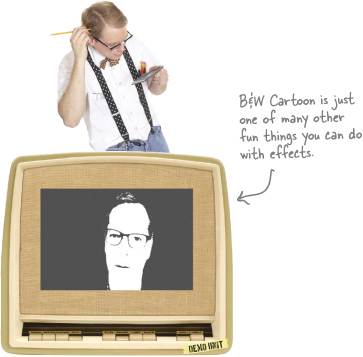 B&W Cartoon is just
one of many other
fun things you can do
with effects.
DEMO UNIT